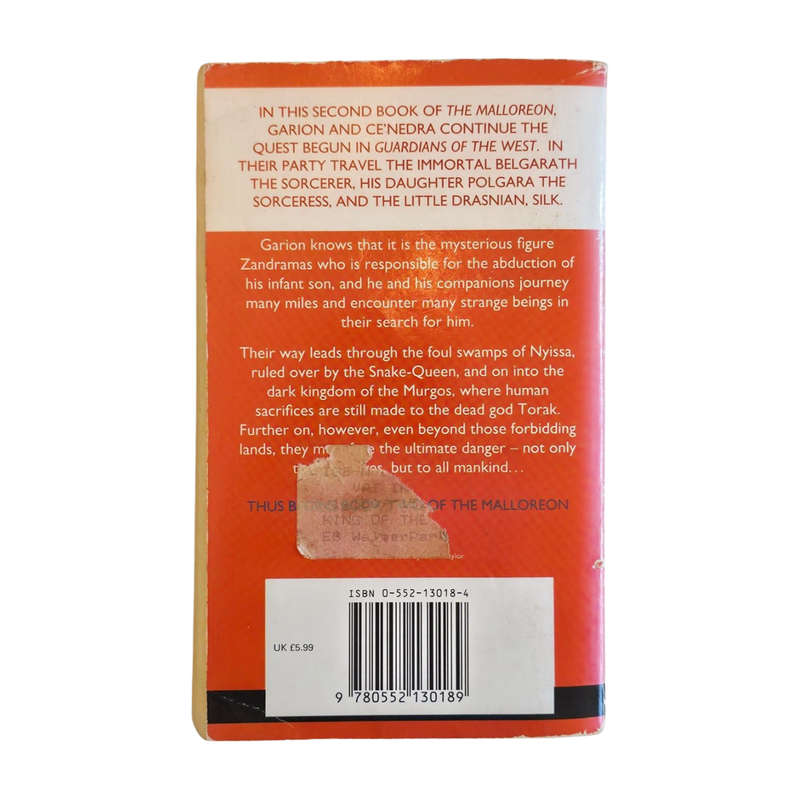 IN THIS SECOND BOOK OF THE MALLOREON,
GARION AND CE'NEDRA CONTINUE THE
QUEST BEGUN IN GUARDIANS OF THE WEST. IN
THEIR PARTY TRAVEL THE IMMORTAL BELGARATH
THE SORCERER, HIS DAUGHTER POLGARA THE
SORCERESS, AND THE LITTLE DRASNIAN, SILK.
Garion knows that it is the mysterious figure
Zandramas who is responsible for the abduction of
his infant son, and he and his companions journey
many miles and encounter many strange beings in
their search for him.
Their way leads through the foul swamps of Nyissa,
ruled over by the Snake-Queen, and on into the
dark kingdom of the Murgos, where human
sacrifices are still made to the dead god Torak.
Further on, however, even beyond those forbidding
lands, they the ultimate danger – not only
but to all mankind...
THUS OF THE MALLOREON
KING OF THE
ISBN 0-552-13018-4
UK £5.99
9 780552 130189